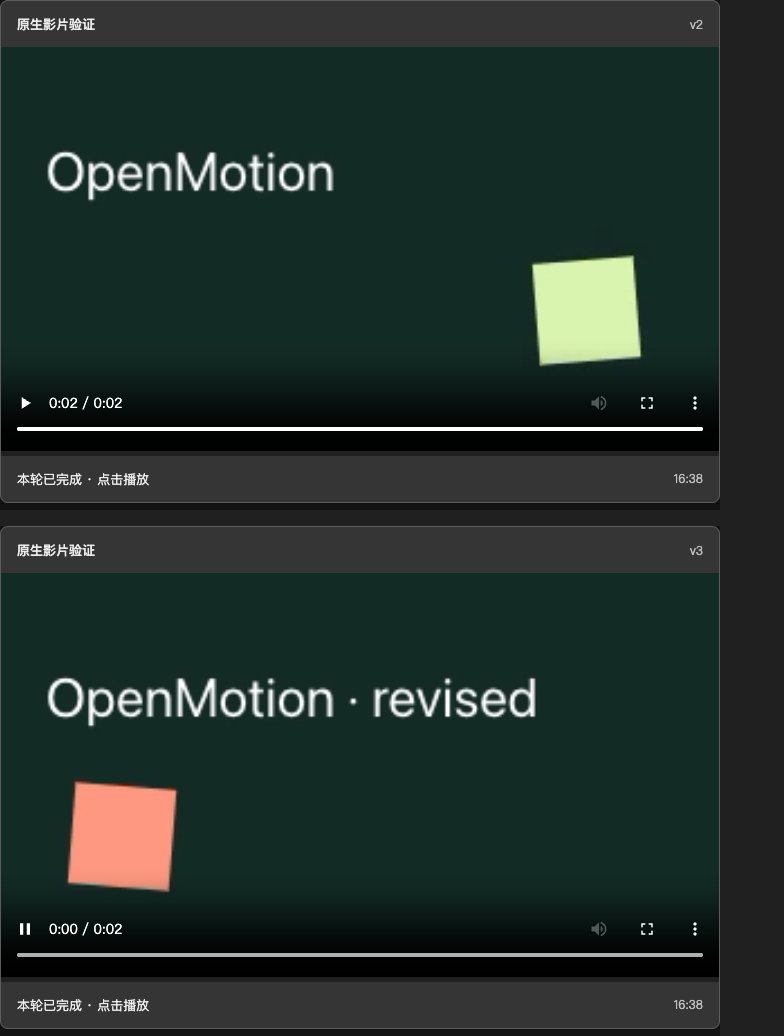 原生影片验证 v2
OpenMotion
0:02 / 0:02
本轮已完成 · 点击播放 16:38
原生影片验证 v3
OpenMotion · revised
0:00 / 0:02
本轮已完成 · 点击播放 16:38